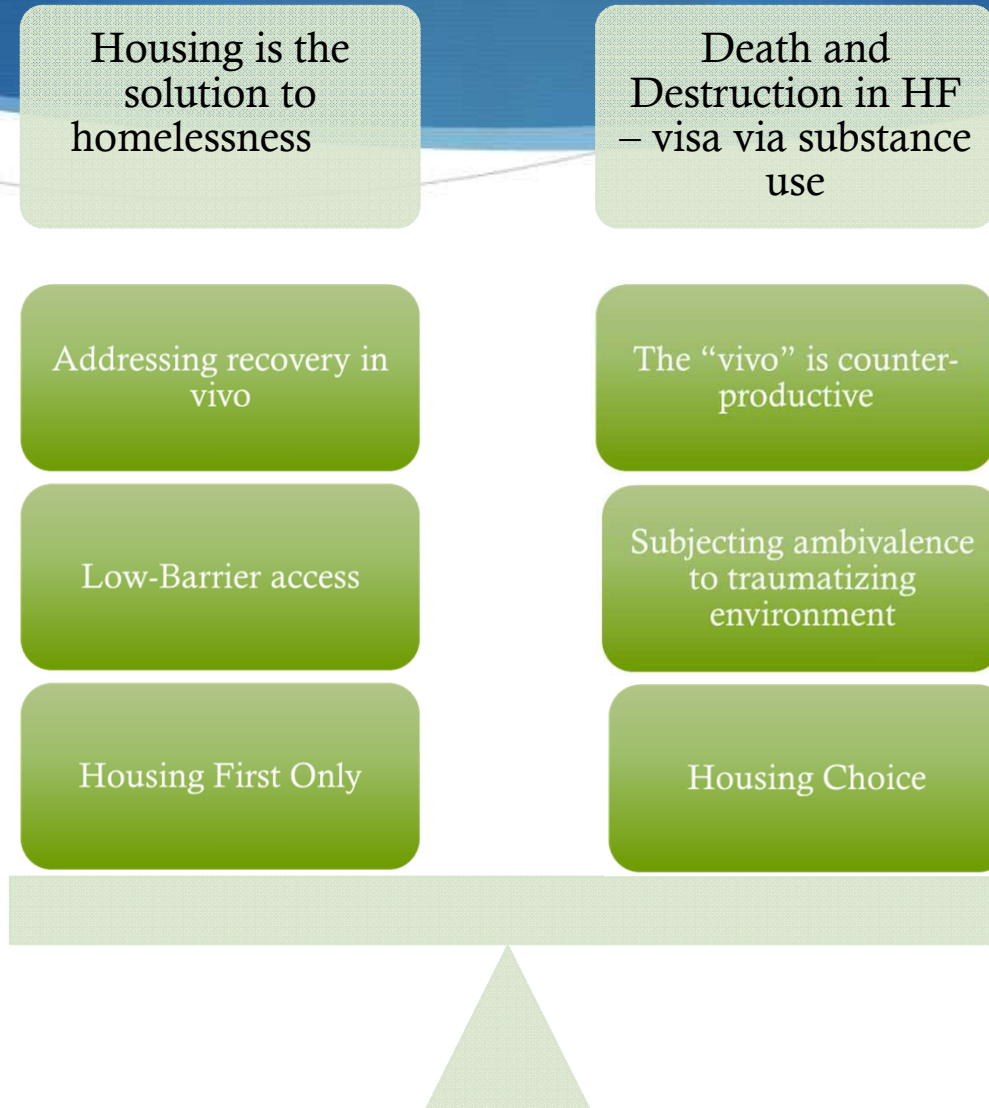 Housing is the
solution to
homelessness
Death and
Destruction in HF
– visa via substance
use
Addressing recovery in
vivo
The “vivo” is counter-
productive
Low-Barrier access
Subjecting ambivalence
to traumatizing
environment
Housing First Only
Housing Choice